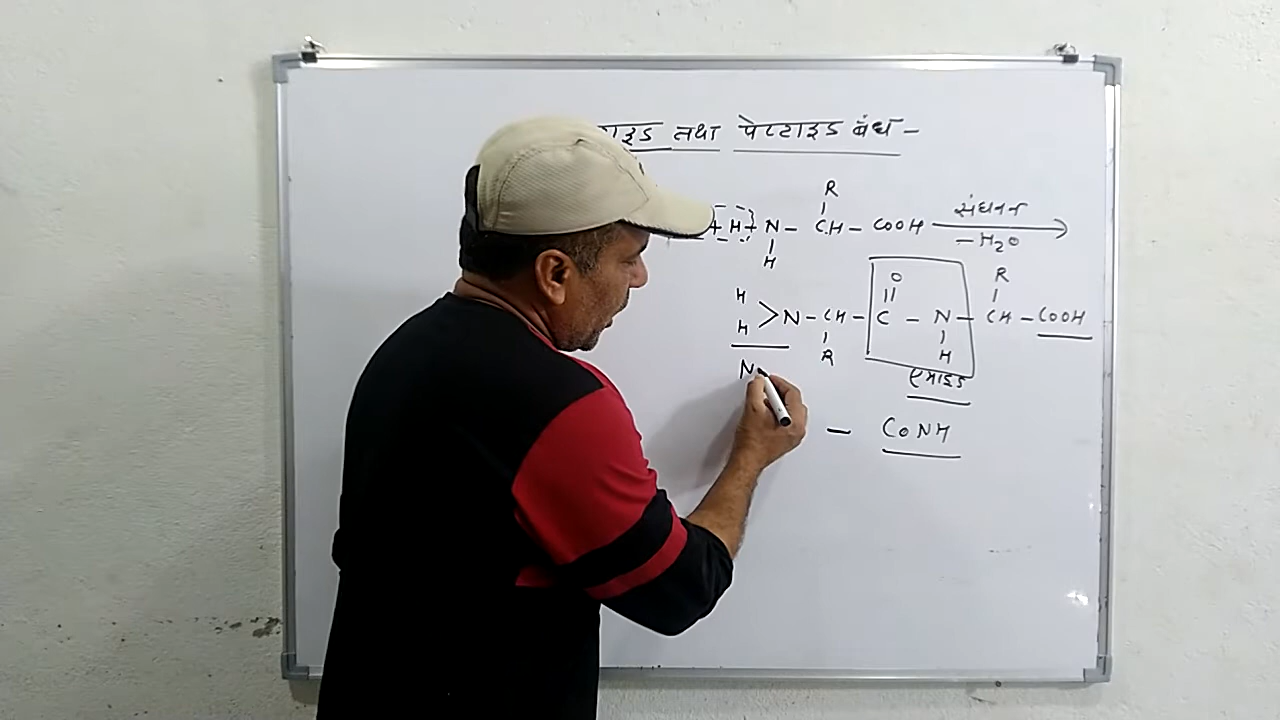 तथा पेप्टाइड बंध -
R
H N - CH - COOH संघनन
H - H2O
O R
H
H > N - CH - C - N - CH - COOH
R H
N एमाइड
- CONH